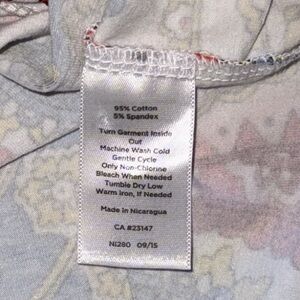 95% Cotton
5% Spandex
Turn Garment Inside
Out
Machine Wash Cold
Gentle Cycle
Only Non-Chlorine
Bleach When Needed
Tumble Dry Low
Warm Iron, If Needed
Made in Nicaragua
CA #23147
NI280 09/15